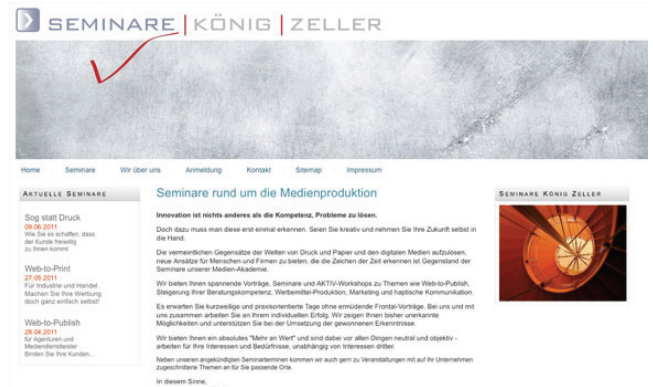 SEMINARE | KÖNIG | ZELLER
Home Seminare Wir über uns Anmeldung Kontakt Sitemap Impressum
AKTUELLE SEMINARE
Sog statt Druck
09.06 2011
Wie Sie es schaffen, dass
der Kunde freiwillig
zu Ihnen kommt
Web-to-Print
27.05 2011
Für Industrie und Handel.
Machen Sie Ihre Werbung
doch ganz einfach selbst!
Web-to-Publish
28.04 2011
für Agenturen und
Mediendienstleister
Binden Sie Ihre Kunden...
Seminare rund um die Medienproduktion
Innovation ist nichts anderes als die Kompetenz, Probleme zu lösen.
Doch dazu muss man diese erst einmal erkennen. Seien Sie kreativ und nehmen Sie Ihre Zukunft selbst in
die Hand.
Die vermeintlichen Gegensätze der Welten von Druck und Papier und den digitalen Medien aufzulösen,
neue Ansätze für Menschen und Firmen zu bieten, die die Zeichen der Zeit erkennen ist Gegenstand der
Seminare unserer Medien-Akademie.
Wir bieten Ihnen spannende Vorträge, Seminare und AKTIV-Workshops zu Themen wie Web-to-Print,
Steigerung Ihrer Beratungskompetenz, Werbemittel-Produktion, Marketing und haptische Kommunikation.
Es erwarten Sie kurzweilige und praxisorientierte Tage ohne ermüdende Frontal-Vorträge. Bei uns und mit
uns zusammen arbeiten Sie an Ihrem individuellen Erfolg. Wir zeigen Ihnen bisher unerkannte
Möglichkeiten und unterstützen Sie bei der Umsetzung der gewonnenen Erkenntnisse.
Wir bieten Ihnen ein absolutes "Mehr an Wert" und sind dabei vor allen Dingen neutral und objektiv -
arbeiten für Ihre Interessen und Bedürfnisse, unabhängig von Interessen dritter.
Neben unseren angekündigten Seminarterminen kommen wir auch gern zu Veranstaltungen mit auf Ihr Unternehmen
zugeschnittene Themen an für Sie passende Orte.
In diesem Sinne,
SEMINARE KÖNIG ZELLER